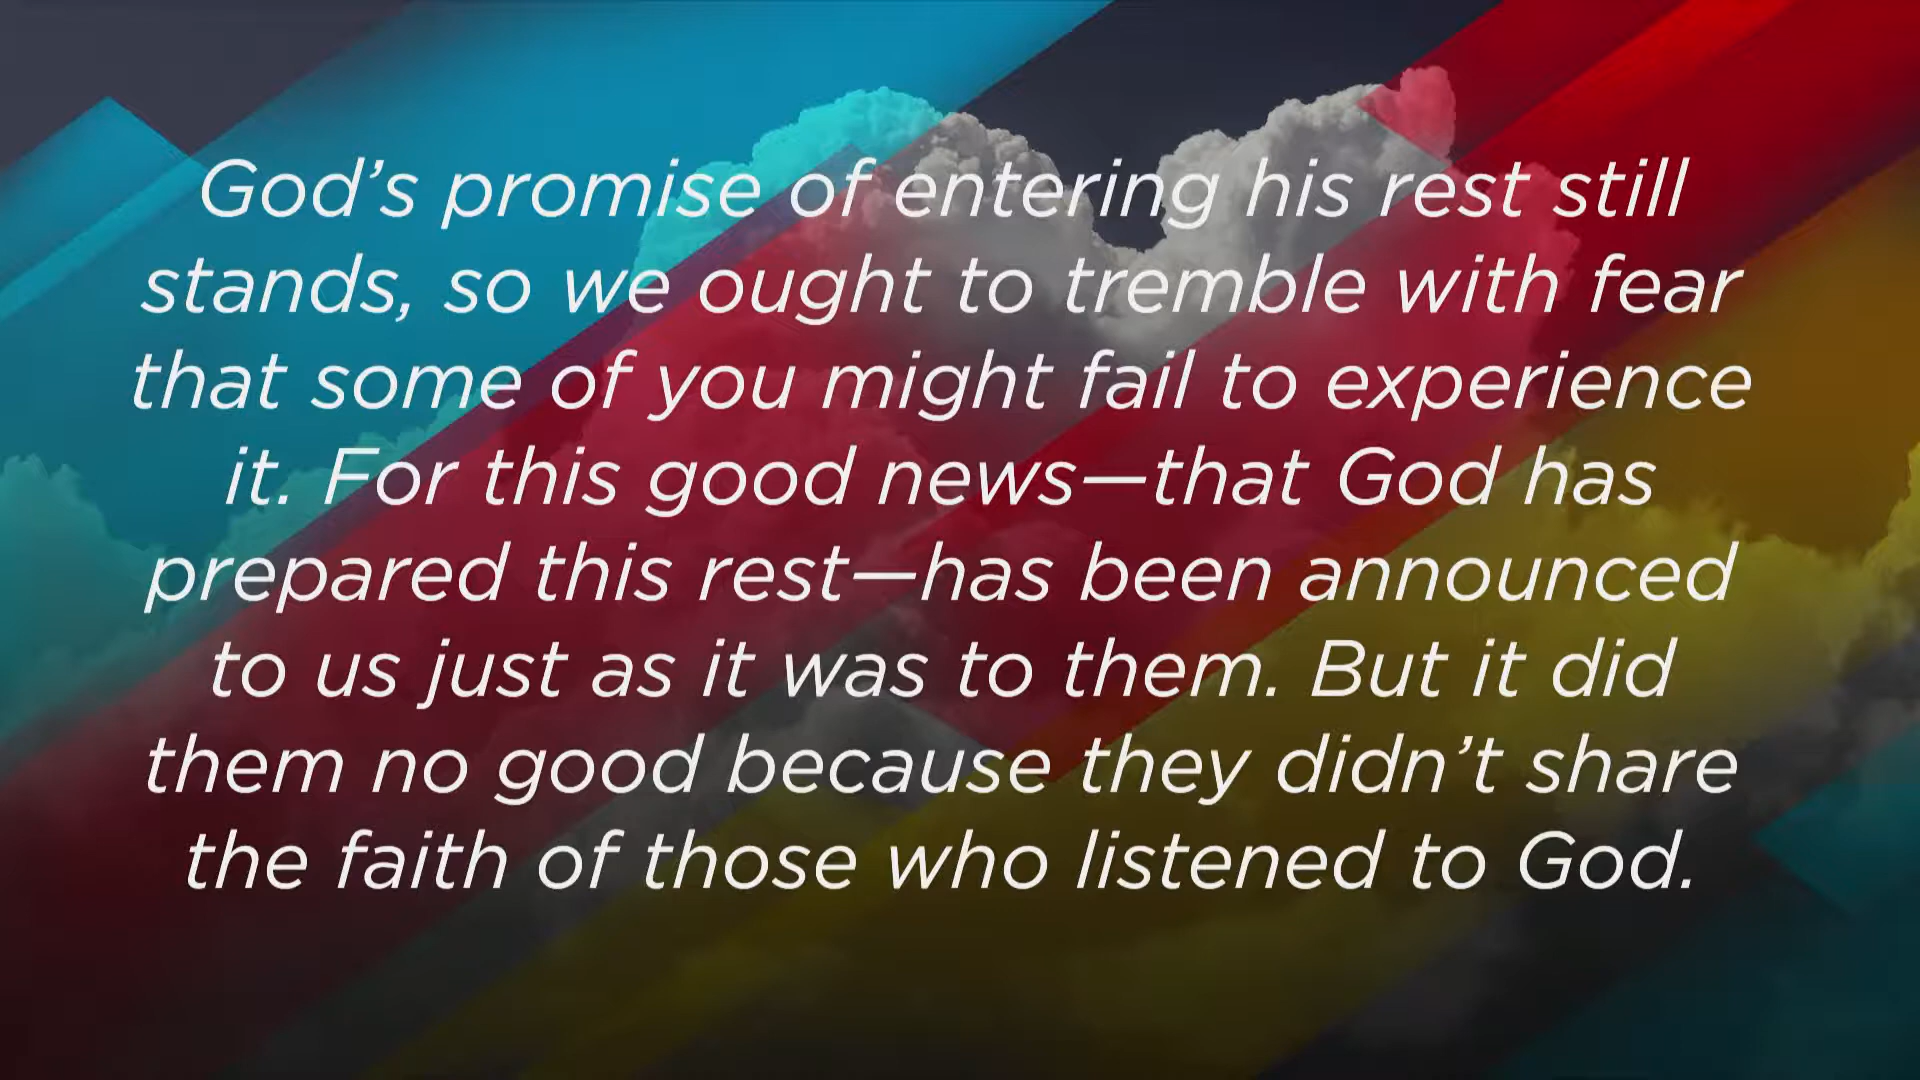 God’s promise of entering his rest still
stands, so we ought to tremble with fear
that some of you might fail to experience
it. For this good news—that God has
prepared this rest—has been announced
to us just as it was to them. But it did
them no good because they didn’t share
the faith of those who listened to God.